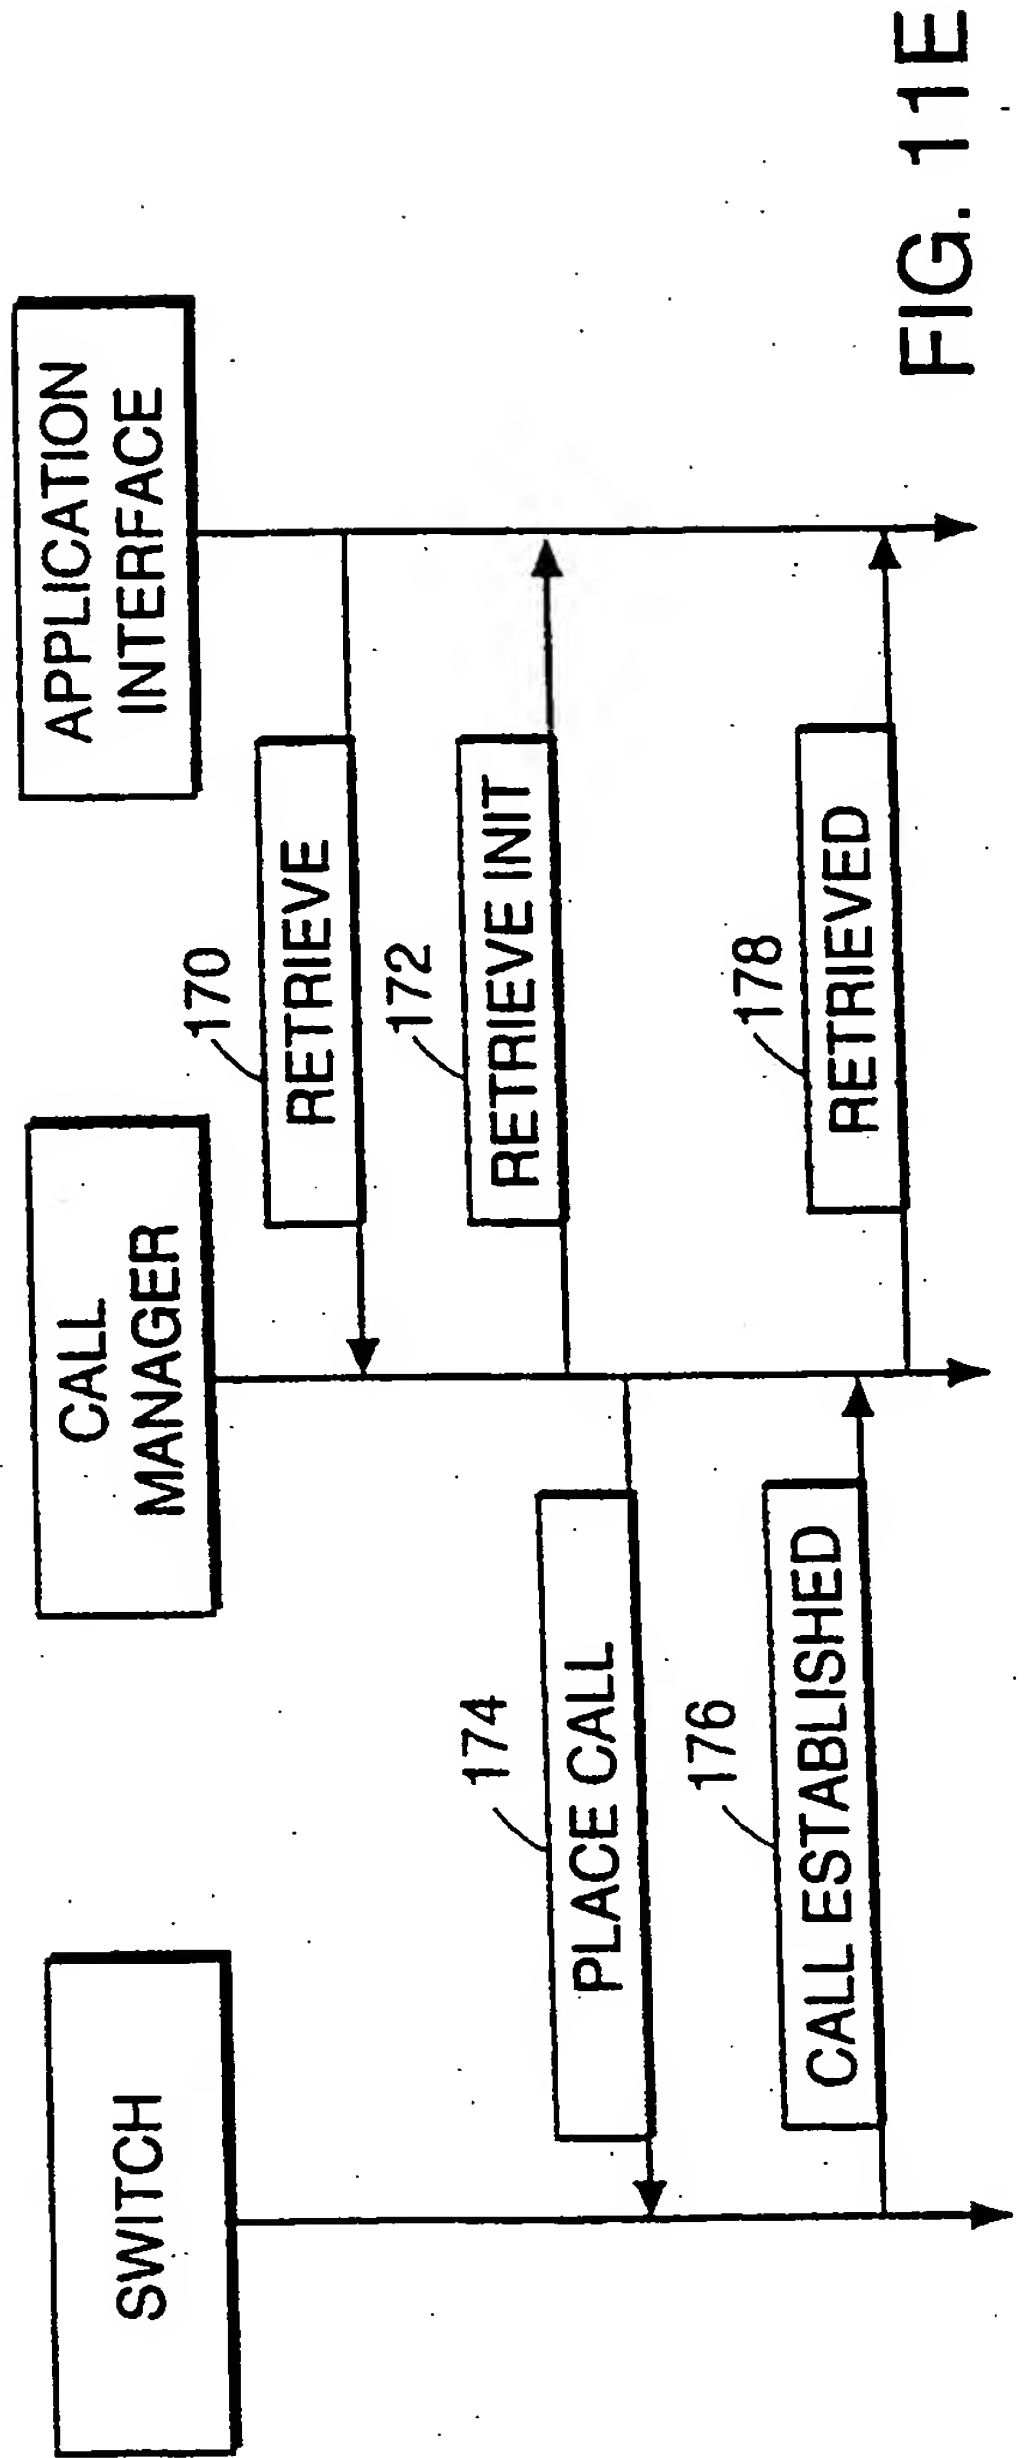 SWITCH
CALL
MANAGER
APPLICATION
INTERFACE
170
RETRIEVE
172
RETRIEVE INIT
174
PLACE CALL
176
CALL ESTABLISHED
178
RETRIEVED
FIG. 11E